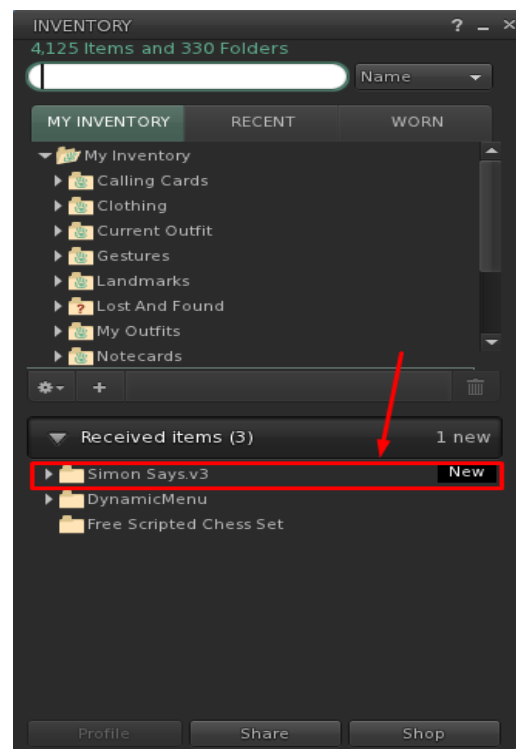 INVENTORY ? _ ×
4,125 Items and 330 Folders
Name
MY INVENTORY RECENT WORN
My Inventory
Calling Cards
Clothing
Current Outfit
Gestures
Landmarks
? Lost And Found
My Outfits
Notecards
+
Received items (3) 1 new
Simon Says.v3 New
DynamicMenu
Free Scripted Chess Set
Profile Share Shop